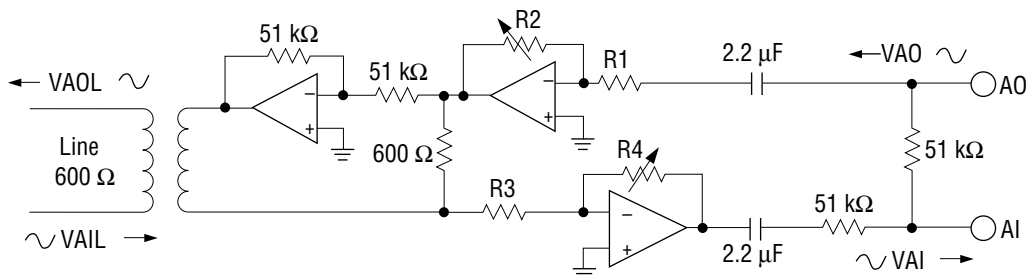 51 kΩ
R2
2.2 μF
VAO
VAOL
51 kΩ
R1
AO
−
−
+
+
Line
600 Ω
600 Ω
R4
51 kΩ
R3
51 kΩ
−
+
AI
VAIL
2.2 μF
VAI